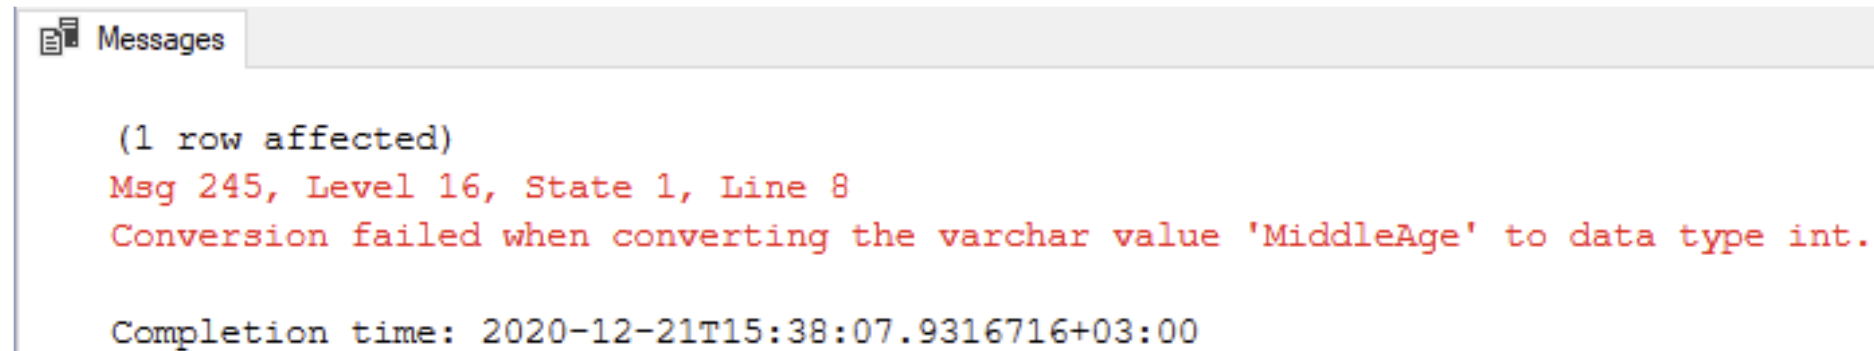 Messages
(1 row affected)
Msg 245, Level 16, State 1, Line 8
Conversion failed when converting the varchar value 'MiddleAge' to data type int.
Completion time: 2020-12-21T15:38:07.9316716+03:00